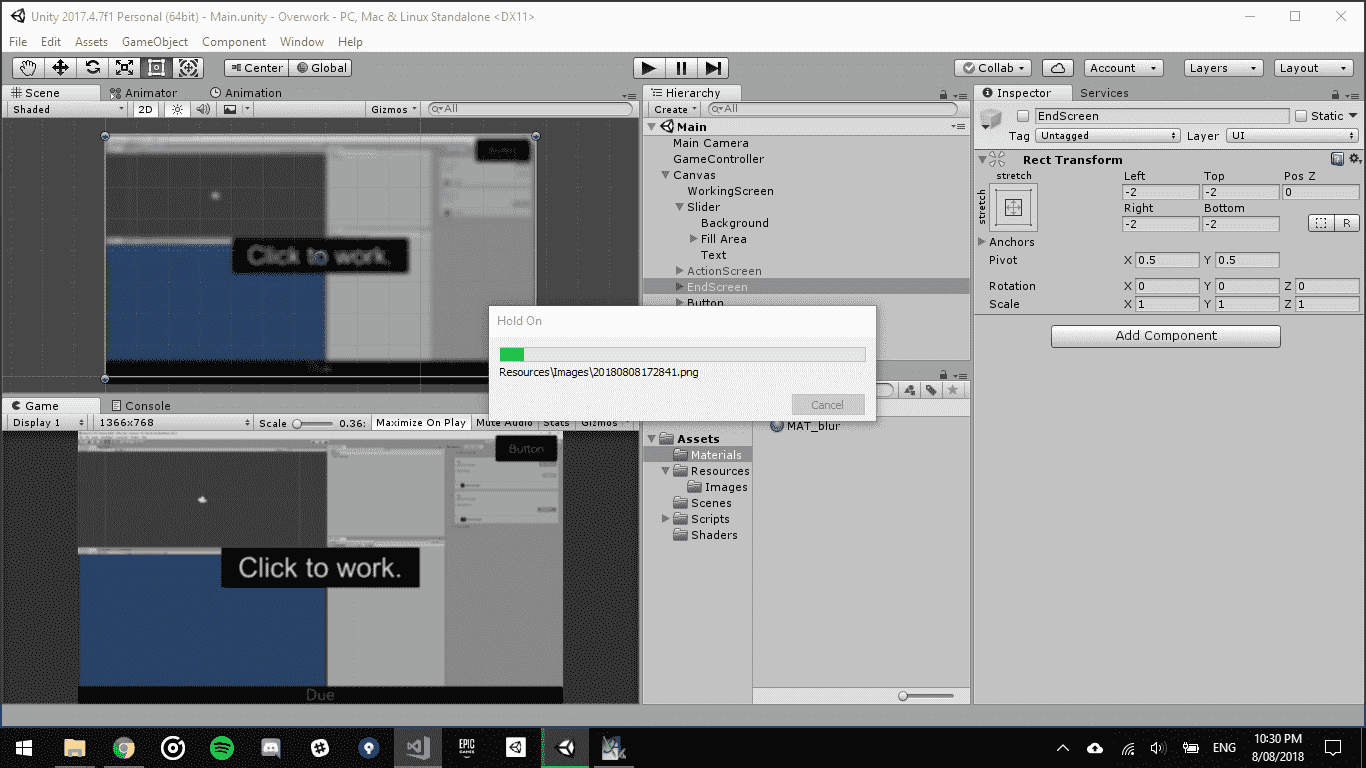 Unity 2017.4.7f1 Personal (64bit) - Main.unity - Overwork - PC, Mac & Linux Standalone <DX11>
File Edit Assets GameObject Component Window Help
Center Global Collab Account Layers Layout
Scene Animator Animation
Shaded 2D Gizmos All
Click to work.
Hierarchy
Create All
Main
Main Camera
GameController
Canvas
WorkingScreen
Slider
Background
Fill Area
Text
ActionScreen
EndScreen
Button
Inspector Services
EndScreen Static
Tag Untagged Layer UI
Rect Transform
stretch
stretch
Left Top Pos Z
-2 -2 0
Right Bottom
-2 -2 R
Anchors
Pivot X 0.5 Y 0.5
Rotation X 0 Y 0 Z 0
Scale X 1 Y 1 Z 1
Add Component
Hold On
Resources\Images\20180808172841.png
Cancel
Game Console
Display 1 1366x768 Scale 0.36: Maximize On Play Mute Audio Stats Gizmos
Button
Click to work.
Due
Assets
Materials
Resources
Images
Scenes
Scripts
Shaders
MAT_blur
EPIC GAMES
ENG
10:30 PM
8/08/2018